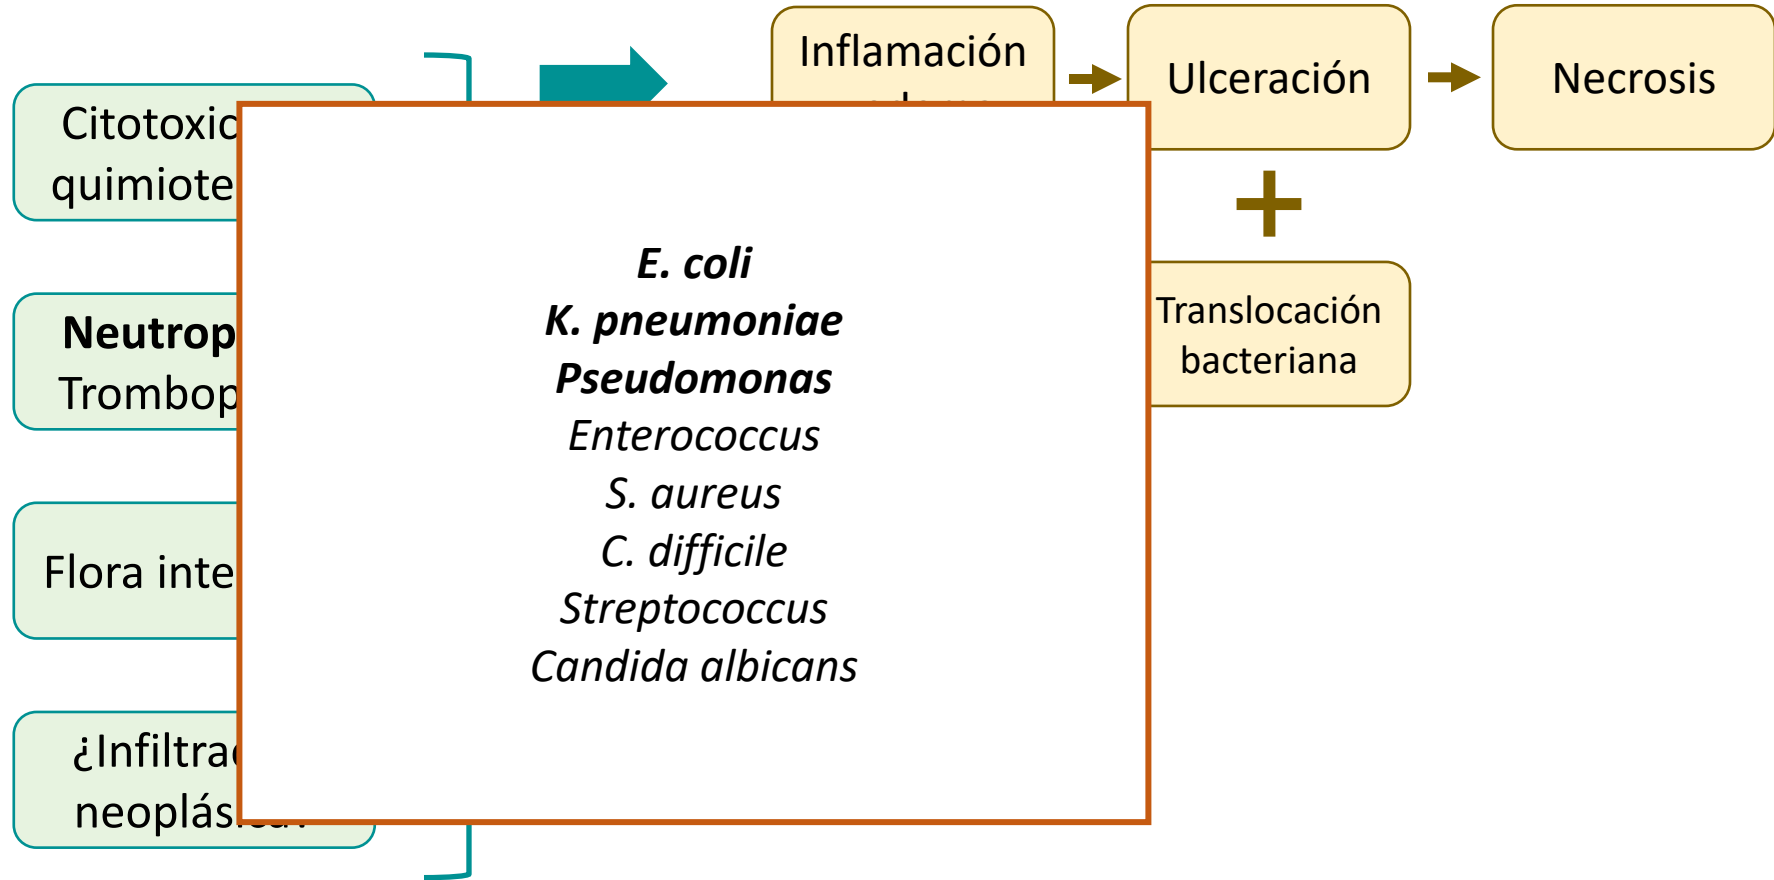 Inflamación
Ulceración
Necrosis
Citotoxic
quimiote
Neutrop
Trombop
Flora inte
¿Infiltra
neoplás
E. coli
K. pneumoniae
Pseudomonas
Enterococcus
S. aureus
C. difficile
Streptococcus
Candida albicans
Translocación
bacteriana